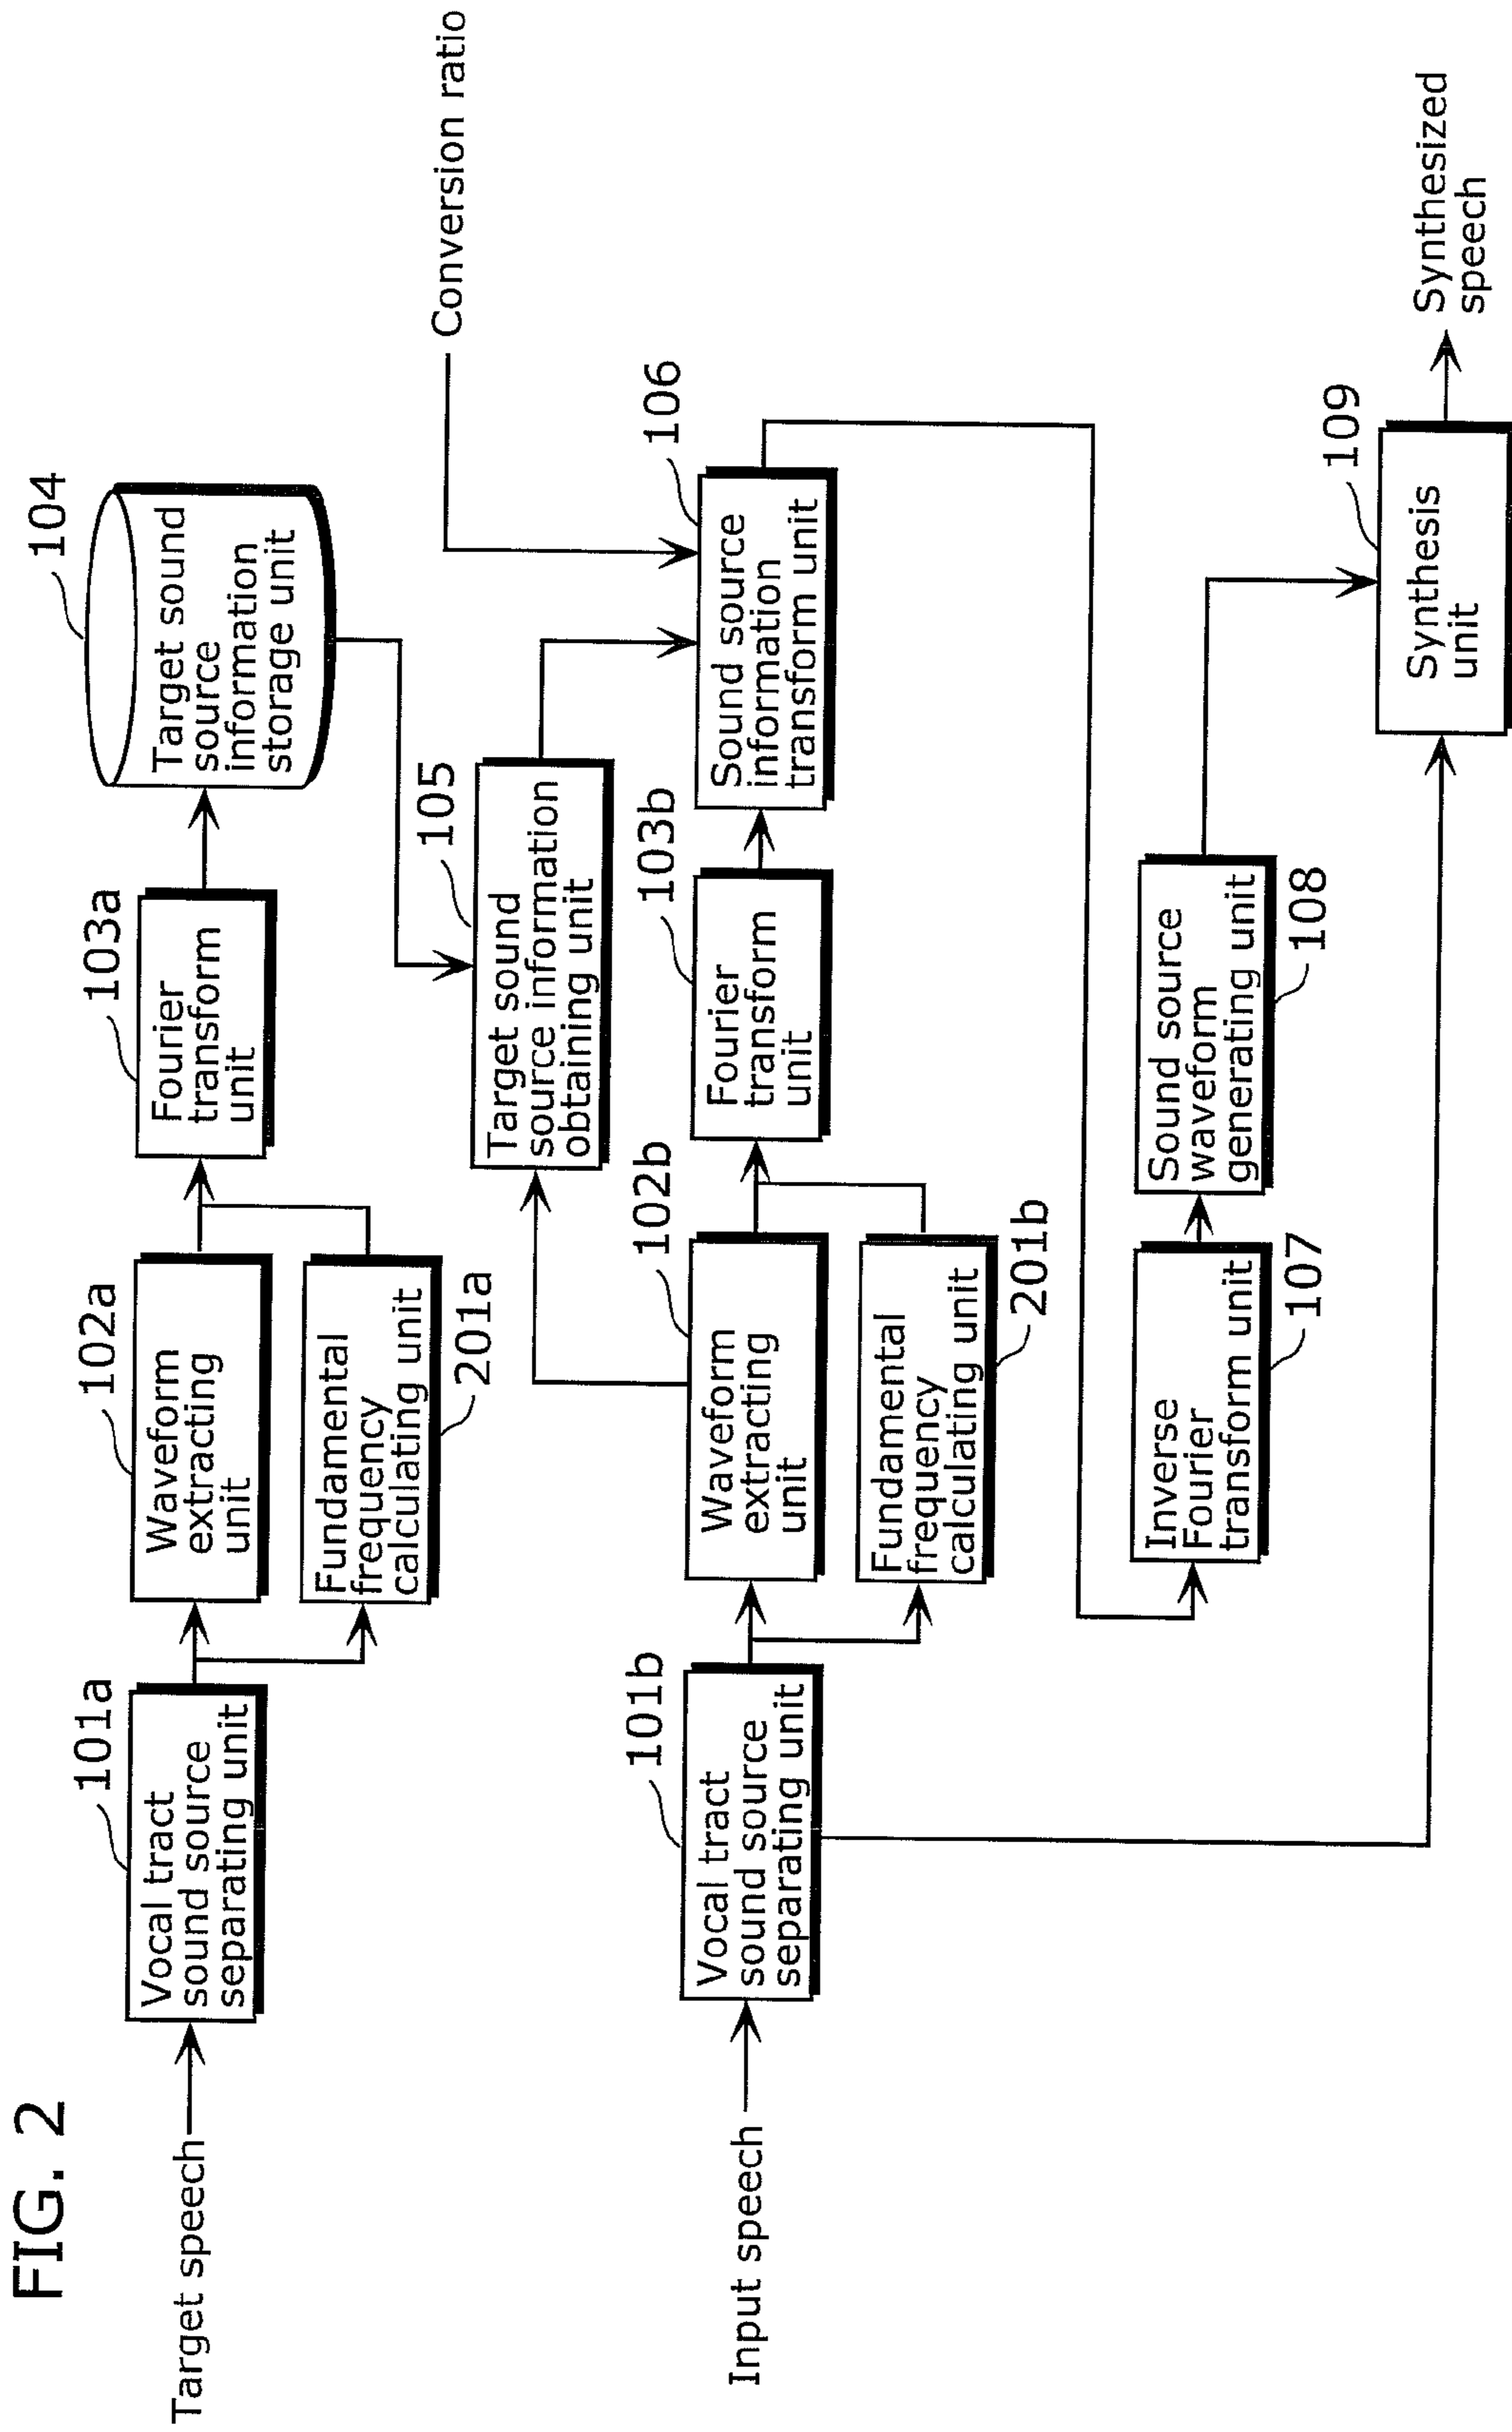 FIG. 2
Target speech
101a
Vocal tract
sound source
separating unit
102a
Waveform
extracting
unit
Fundamental
frequency
calculating unit
201a
103a
Fourier
transform
unit
104
Target sound
source
information
storage unit
105
Target sound
source information
obtaining unit
Conversion ratio
Input speech
101b
Vocal tract
sound source
separating unit
102b
Waveform
extracting
unit
Fundamental
frequency
calculating unit
201b
103b
Fourier
transform
unit
106
Sound source
information
transform unit
Inverse
Fourier
transform unit
107
Sound source
waveform
generating unit
108
109
Synthesis
unit
Synthesized
speech